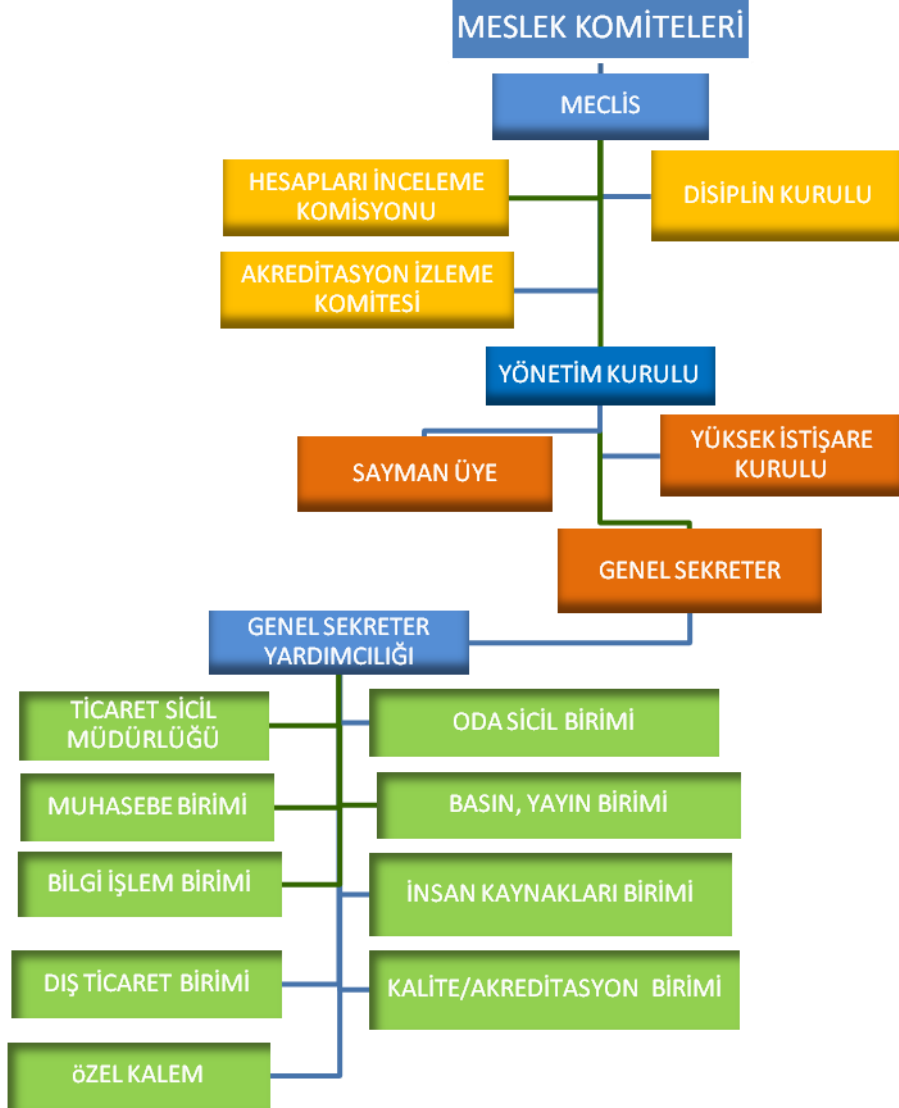 MESLEK KOMİTELERİ
MECLİS
HESAPLARI İNCELEME
KOMİSYONU
DİSİPLİN KURULU
AKREDİTASYON İZLEME
KOMİTESİ
YÖNETİM KURULU
SAYMAN ÜYE
YÜKSEK İSTİŞARE
KURULU
GENEL SEKRETER
GENEL SEKRETER
YARDIMCILIĞI
TİCARET SİCİL
MÜDÜRLÜĞÜ
ODA SİCİL BİRİMİ
MUHASEBE BİRİMİ
BASIN, YAYIN BİRİMİ
BİLGİ İŞLEM BİRİMİ
İNSAN KAYNAKLARI BİRİMİ
DIŞ TİCARET BİRİMİ
KALİTE/AKREDİTASYON BİRİMİ
öZEL KALEM